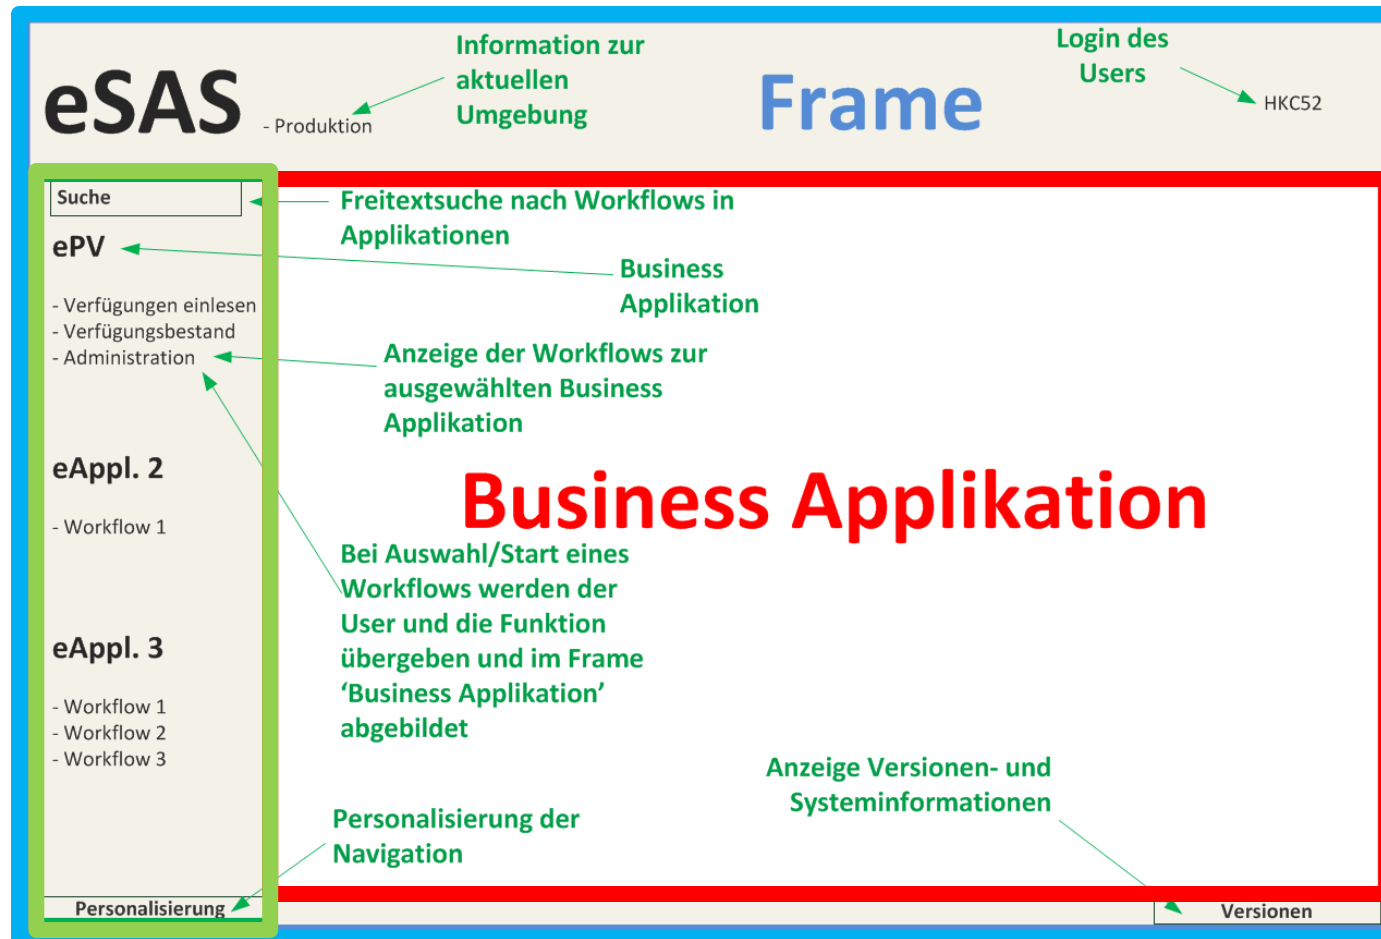 eSAS
- Produktion
Information zur
aktuellen
Umgebung
Frame
Login des
Users
HKC52
Suche
Freitextsuche nach Workflows in
Applikationen
ePV
Business
Applikation
- Verfügungen einlesen
- Verfügungsbestand
- Administration
Anzeige der Workflows zur
ausgewählten Business
Applikation
eAppl. 2
- Workflow 1
Business Applikation
Bei Auswahl/Start eines
Workflows werden der
User und die Funktion
übergeben und im Frame
‘Business Applikation’
abgebildet
eAppl. 3
- Workflow 1
- Workflow 2
- Workflow 3
Anzeige Versionen- und
Systeminformationen
Personalisierung der
Navigation
Personalisierung
Versionen